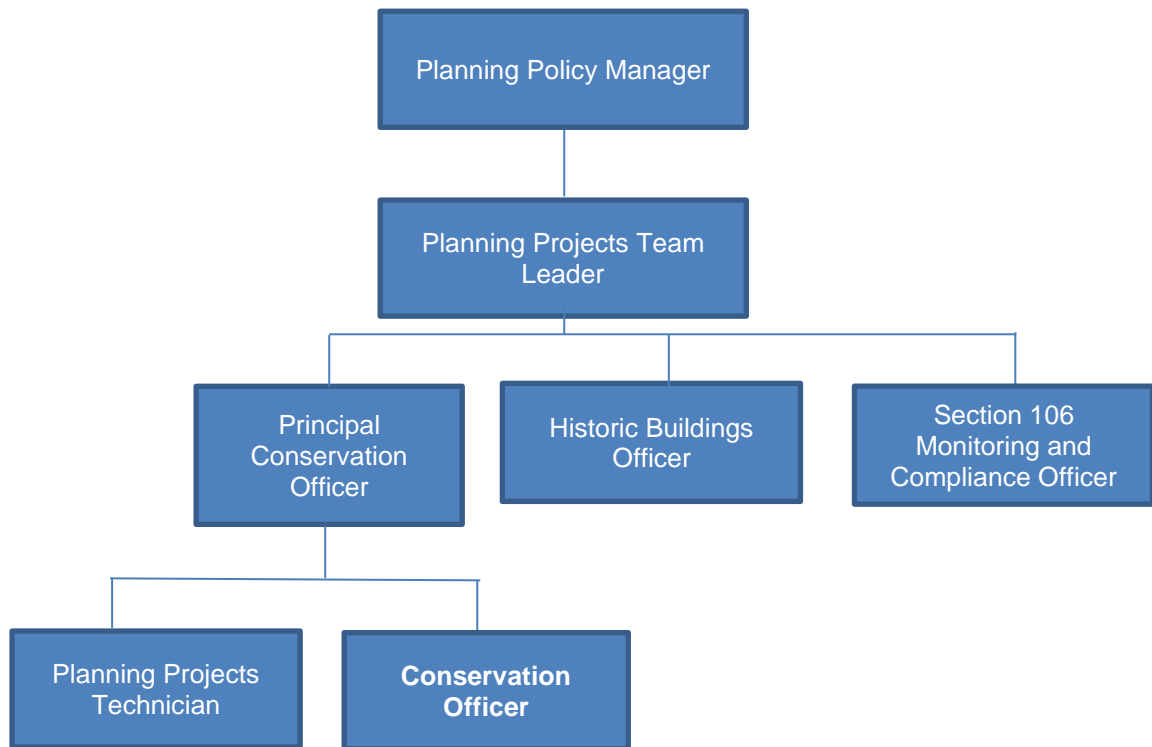 Planning Policy Manager
Planning Projects Team
Leader
Principal
Conservation
Officer
Historic Buildings
Officer
Section 106
Monitoring and
Compliance Officer
Planning Projects
Technician
Conservation
Officer